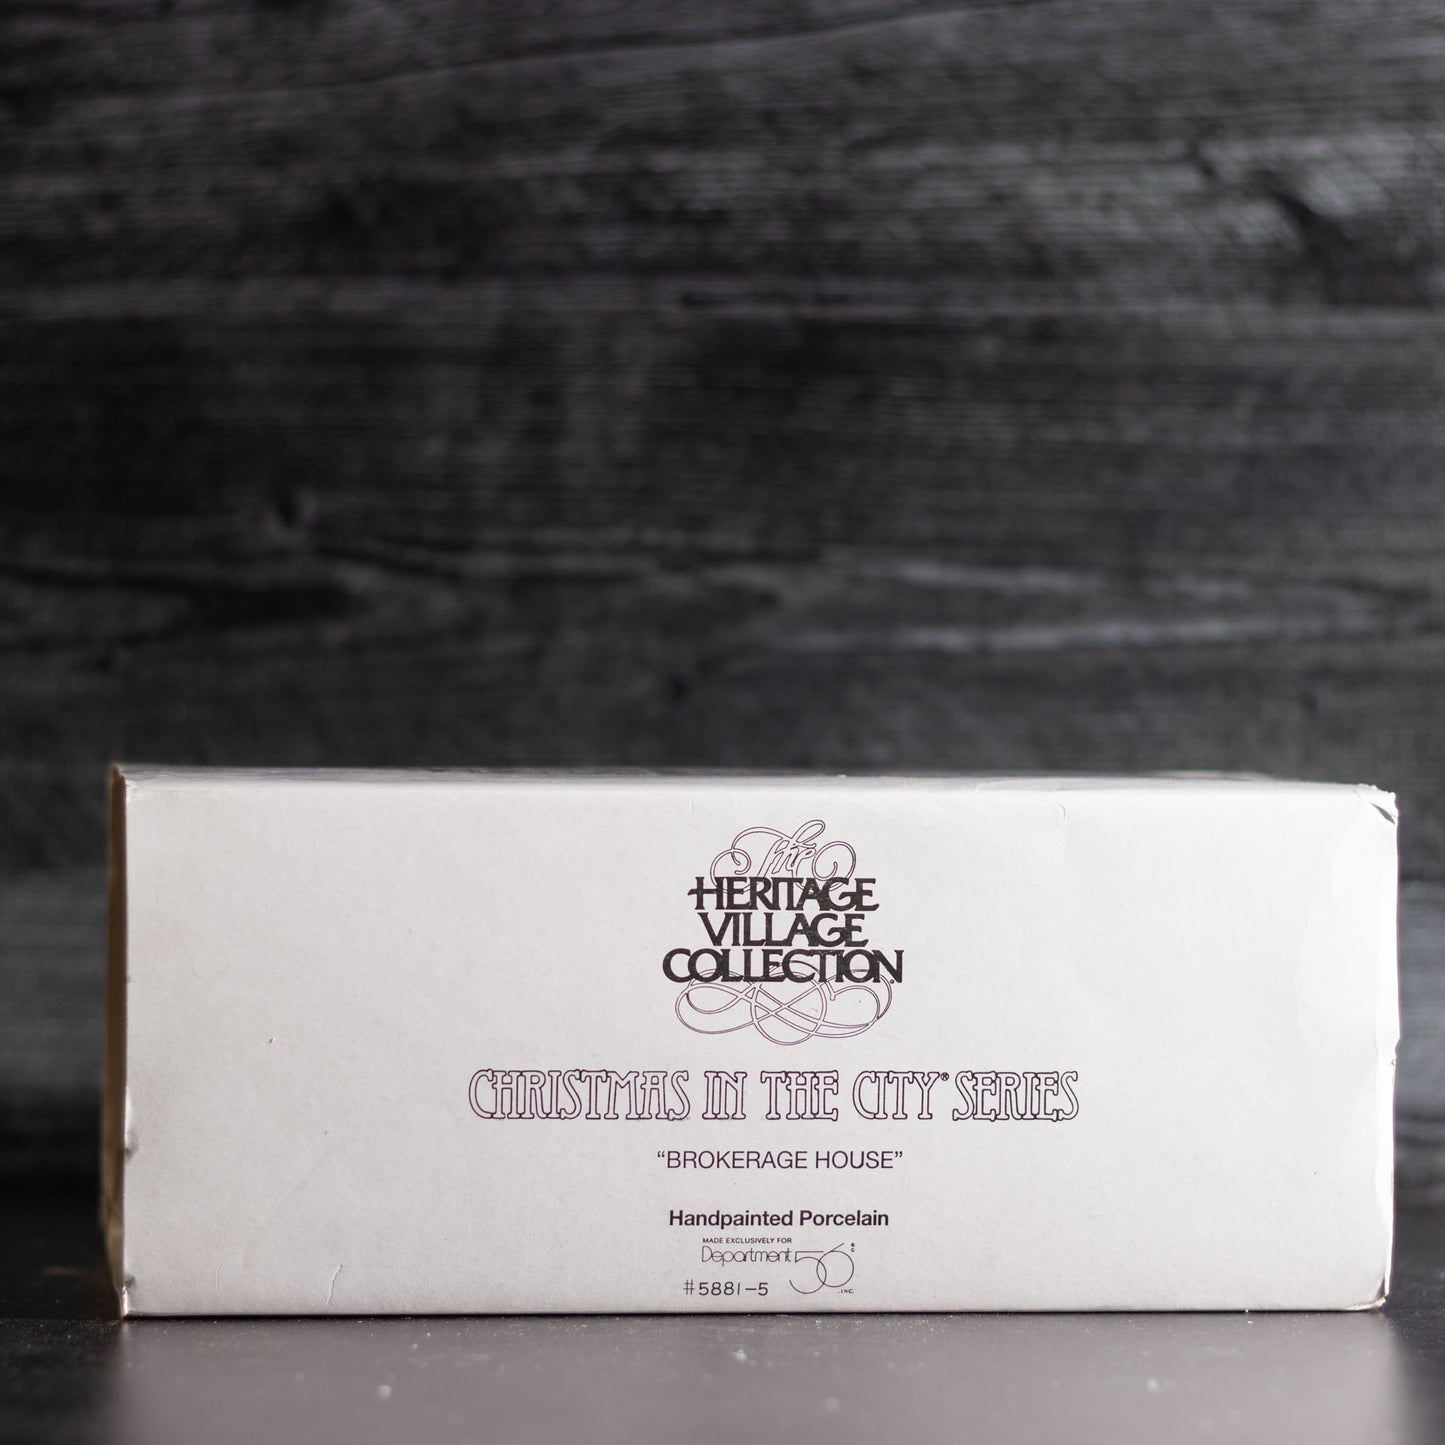 The
HERITAGE
VILLAGE
COLLECTION.
CHRISTMAS IN THE CITY® SERIES
“BROKERAGE HOUSE”
Handpainted Porcelain
MADE EXCLUSIVELY FOR
Department 56
INC.
#5881-5